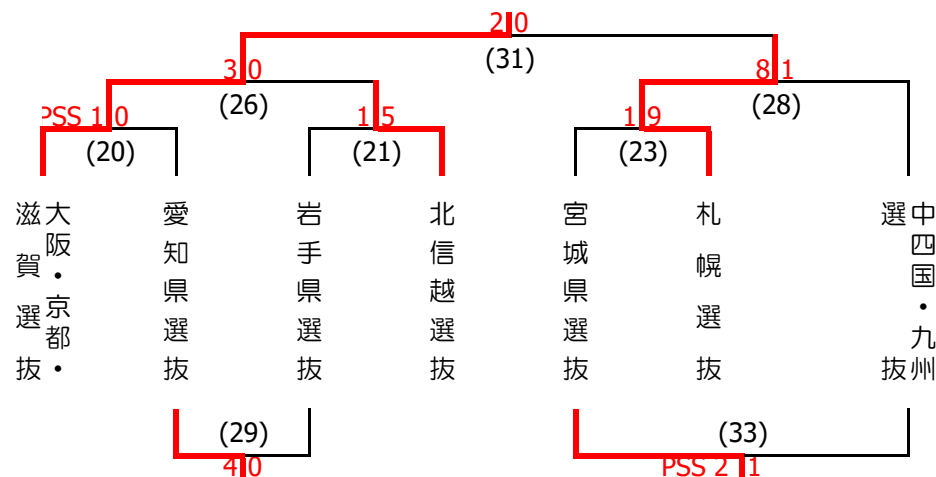 2 0
(31)
3 0
8 1
(26)
(28)
PSS 1 0
1 5
1 9
(20)
(21)
(23)
大阪・京都・
滋賀選抜
愛知県選抜
岩手県選抜
北信越選抜
宮城県選抜
札幌選抜
中四国・九州
選抜
(29)
(33)
4 0
PSS 2 1